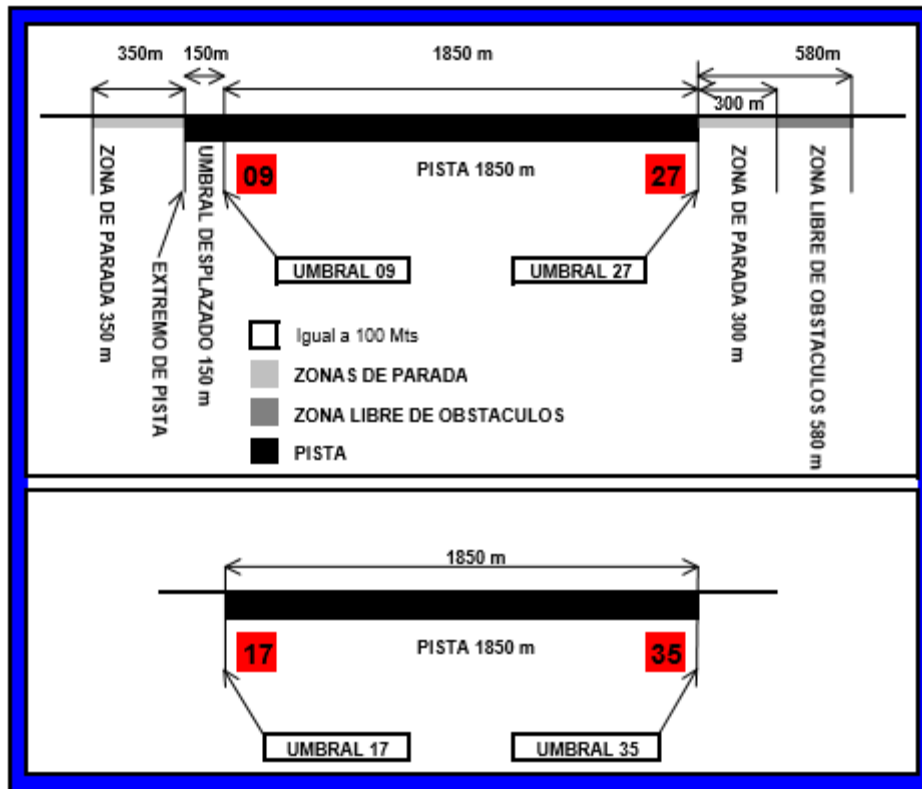 350m
150m
1850 m
580m
300 m
09
PISTA 1850 m
27
ZONA DE PARADA 350 m
EXTREMO DE PISTA
UMBRAL DESPLAZADO 150 m
UMBRAL 09
UMBRAL 27
ZONA DE PARADA 300 m
ZONA LIBRE DE OBSTACULOS 580 m
Igual a 100 Mts
ZONAS DE PARADA
ZONA LIBRE DE OBSTACULOS
PISTA
1850 m
17
PISTA 1850 m
35
UMBRAL 17
UMBRAL 35